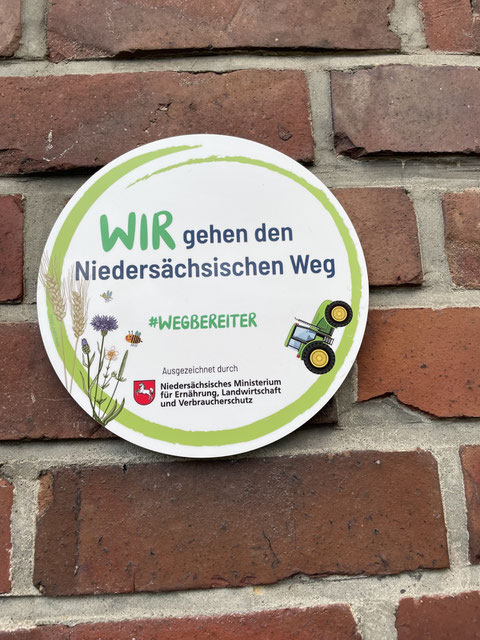 WIR gehen den
Niedersächsischen Weg
#WEGBEREITER
Ausgezeichnet durch
Niedersächsisches Ministerium
für Ernährung, Landwirtschaft
und Verbraucherschutz